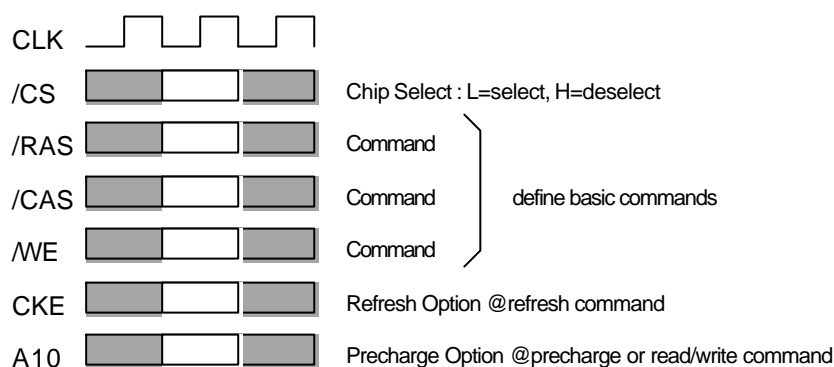 CLK
/CS Chip Select : L=select, H=deselect
/RAS Command
/CAS Command define basic commands
/WE Command
CKE Refresh Option @refresh command
A10 Precharge Option @precharge or read/write command